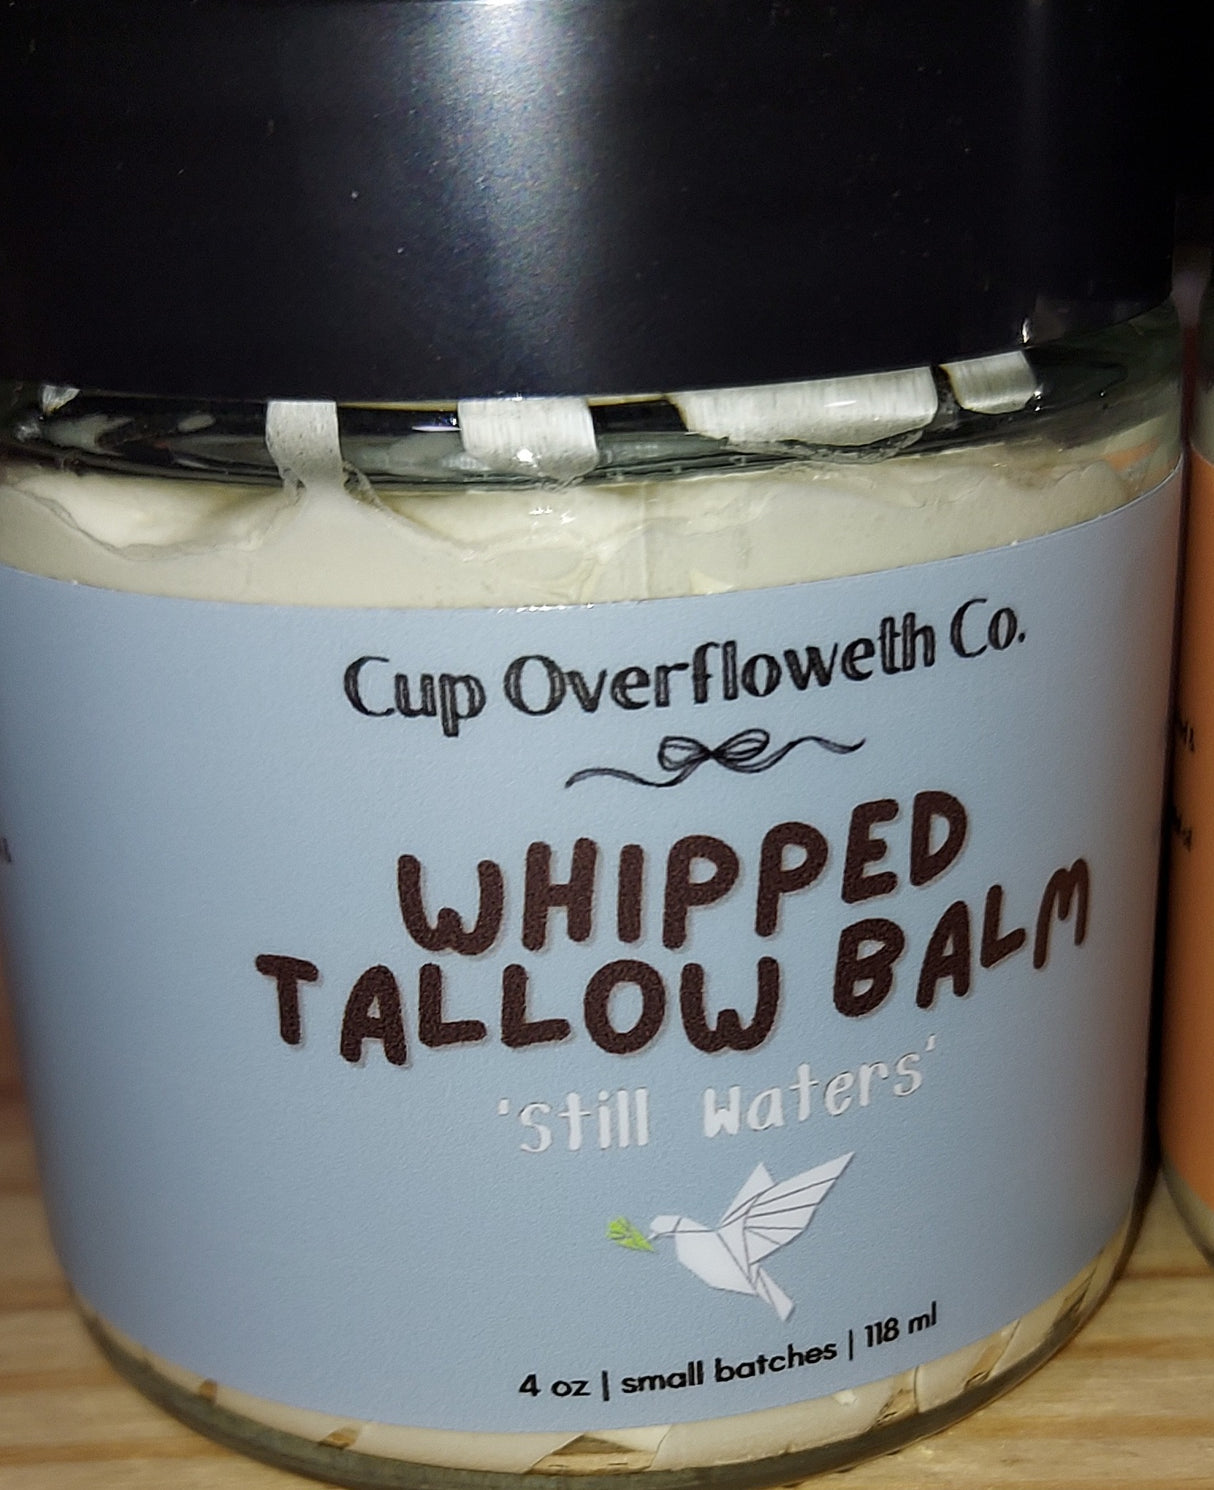 Cup Overfloweth Co.
WHIPPED
TALLOW BALM
'Still Waters'
4 oz | small batches | 118 ml